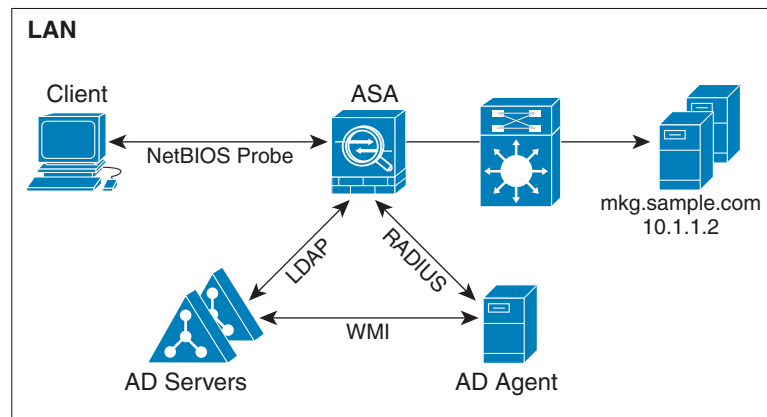 LAN
Client
ASA
NetBIOS Probe
mkg.sample.com
10.1.1.2
LDAP
RADIUS
WMI
AD Servers
AD Agent